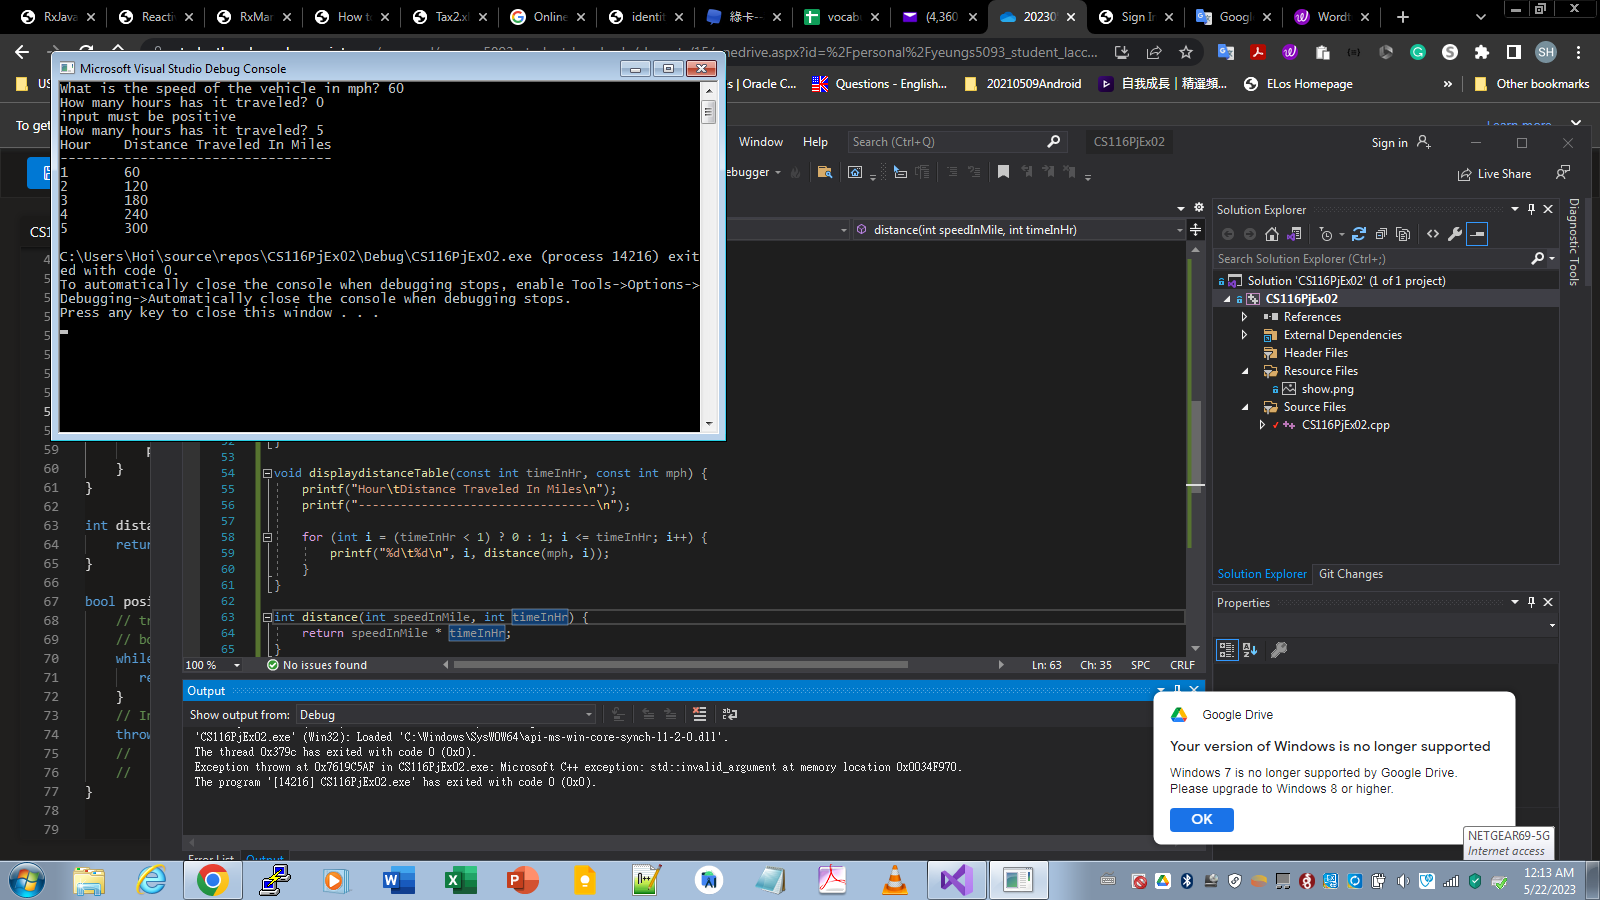 RxJava
Reactiv
RxMar
How to
Tax2.xl
Online
identit
綠卡--
vocab
(4,360
20230
Sign In
Googl
Wordt
SH
US
s | Oracle C...
Questions - English...
20210509Android
自我成長 | 精選頻...
ELos Homepage
Other bookmarks
To get
Learn more
Microsoft Visual Studio Debug Console
What is the speed of the vehicle in mph? 60
How many hours has it traveled? 0
input must be positive
How many hours has it traveled? 5
Hour Distance Traveled In Miles
----------------------------------
1 60
2 120
3 180
4 240
5 300
C:\Users\Hoi\source\repos\CS116PjEx02\Debug\CS116PjEx02.exe (process 14216) exit
ed with code 0.
To automatically close the console when debugging stops, enable Tools->Options->
Debugging->Automatically close the console when debugging stops.
Press any key to close this window . . .
Window Help Search (Ctrl+Q) CS116PjEx02 Sign in
ebugger
Live Share
CS1
distance(int speedInMile, int timeInHr)
53
54 void displaydistanceTable(const int timeInHr, const int mph) {
55 printf("Hour\tDistance Traveled In Miles\n");
56 printf("----------------------------------\n");
57
58 for (int i = (timeInHr < 1) ? 0 : 1; i <= timeInHr; i++) {
59 printf("%d\t%d\n", i, distance(mph, i));
60 }
61 }
62
63 int distance(int speedInMile, int timeInHr) {
64 return speedInMile * timeInHr;
65 }
100 % No issues found Ln: 63 Ch: 35 SPC CRLF
59 p
60 }
61 }
62
63 int dista
64 retur
65 }
66
67 bool posi
68 // tr
69 // bo
70 while
71 re
72 }
73 // In
74 throw
75 //
76 //
77 }
78
79
Output
Show output from: Debug
'CS116PjEx02.exe' (Win32): Loaded 'C:\Windows\SysWOW64\api-ms-win-core-synch-l1-2-0.dll'.
The thread 0x379c has exited with code 0 (0x0).
Exception thrown at 0x7619C5AF in CS116PjEx02.exe: Microsoft C++ exception: std::invalid_argument at memory location 0x0034F970.
The program '[14216] CS116PjEx02.exe' has exited with code 0 (0x0).
Error List Output
Solution Explorer
Search Solution Explorer (Ctrl+;)
Solution 'CS116PjEx02' (1 of 1 project)
CS116PjEx02
References
External Dependencies
Header Files
Resource Files
show.png
Source Files
CS116PjEx02.cpp
Solution Explorer Git Changes
Diagnostic Tools
Properties
Google Drive
Your version of Windows is no longer supported
Windows 7 is no longer supported by Google Drive.
Please upgrade to Windows 8 or higher.
OK
NETGEAR69-5G
Internet access
12:13 AM
5/22/2023